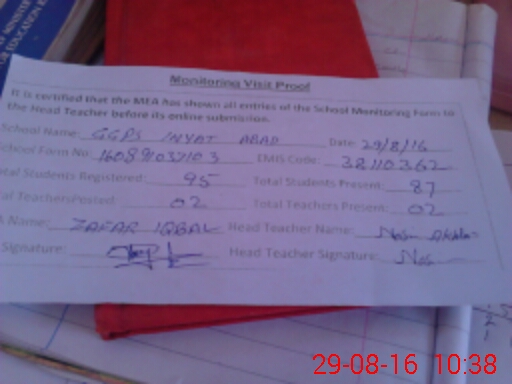 Monitoring Visit Proof
It is certified that the MEA has shown all entries of the School Monitoring Form to
the Head Teacher before its online submission.
School Name: GGPS INYAT ABAD Date: 29/8/16
School Form No: EMIS Code: 38110362
tal Students Registered: 95 Total Students Present: 87
al Teachers Posted: 02 Total Teachers Present: 02
A Name: ZAFAR IQBAL Head Teacher Name:
Signature: Head Teacher Signature:
29-08-16 10:38